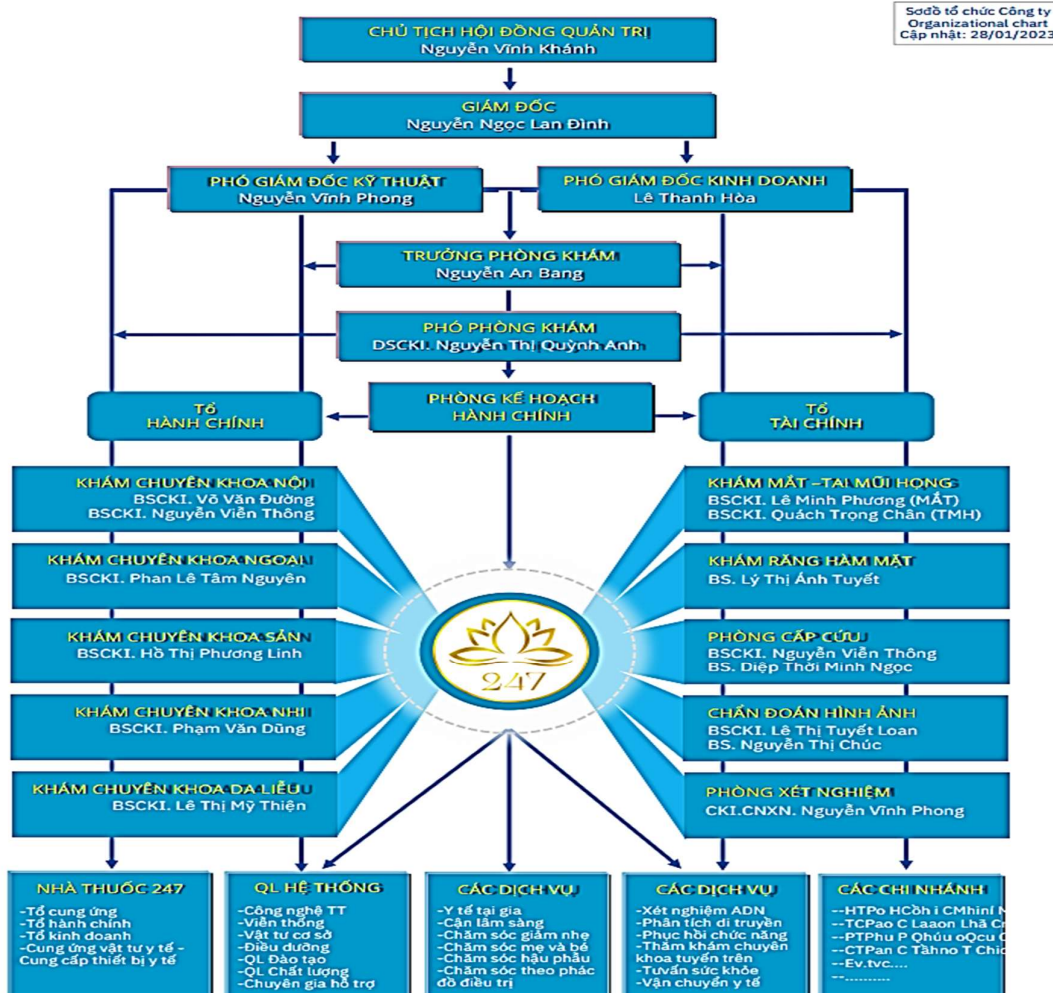 Sơđồ tổ chức Công ty
Organizational chart
Cập nhật: 28/01/2023
CHỦ TỊCH HỘI ĐỒNG QUẢN TRỊ
Nguyễn Vĩnh Khánh
GIÁM ĐỐC
Nguyễn Ngọc Lan Đình
PHÓ GIÁM ĐỐC KỸ THUẬT
Nguyễn Vĩnh Phong
PHÓ GIÁM ĐỐC KINH DOANH
Lê Thanh Hòa
TRƯỞNG PHÒNG KHÁM
Nguyễn An Bang
PHÓ PHÒNG KHÁM
DSCKI. Nguyễn Thị Quỳnh Anh
PHÒNG KẾ HOẠCH
HÀNH CHÍNH
Tổ
HÀNH CHÍNH
Tổ
TÀI CHÍNH
KHÁM CHUYÊN KHOA NỘI
BSCKI. Võ Văn Đường
BSCKI. Nguyễn Viễn Thông
KHÁM CHUYÊN KHOA NGOẠI
BSCKI. Phan Lê Tâm Nguyên
KHÁM CHUYÊN KHOA SẢN
BSCKI. Hồ Thị Phương Linh
KHÁM CHUYÊN KHOA NHI
BSCKI. Phạm Văn Dũng
KHÁM CHUYÊN KHOA DA LIỄU
BSCKI. Lê Thị Mỹ Thiện
247
KHÁM MẮT –TAI MŨI HỌNG
BSCKI. Lê Minh Phương (MẮT)
BSCKI. Quách Trọng Chân (TMH)
KHÁM RĂNG HÀM MẶT
BS. Lý Thị Ánh Tuyết
PHÒNG CẤP CỨU
BSCKI. Nguyễn Viễn Thông
BS. Diệp Thới Minh Ngọc
CHẨN ĐOÁN HÌNH ẢNH
BSCKI. Lê Thị Tuyết Loan
BS. Nguyễn Thị Chúc
PHÒNG XÉT NGHIỆM
CKI.CNXN. Nguyễn Vĩnh Phong
NHÀ THUỐC 247
-Tổ cung ứng
-Tổ hành chính
-Tổ kinh doanh
-Cung ứng vật tư y tế -
Cung cấp thiết bị y tế
QL HỆ THỐNG
-Công nghệ TT
-Viễn thống
-Vật tư cơ sở
-Điều dưỡng
-QL Đào tạo
-QL Chất lượng
-Chuyên gia hỗ trợ
CÁC DỊCH VỤ
-Y tế tại gia
-Cận lâm sàng
-Chăm sóc giảm nhẹ
-Chăm sóc mẹ và bé
-Chăm sóc hậu phẫu
-Chăm sóc theo phác
đồ điều trị
CÁC DỊCH VỤ
-Xét nghiệm ADN
-Phân tích di truyền
-Phục hồi chức năng
-Thăm khám chuyên
khoa tuyến trên
-Tưvấn sức khỏe
-Vận chuyển y tế
CÁC CHI NHÁNH